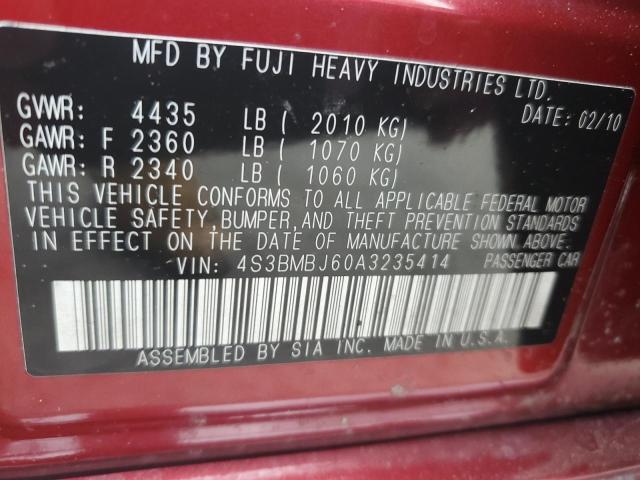 MFD BY FUJI HEAVY INDUSTRIES LTD.
GVWR: 4435 LB ( 2010 KG) DATE: 02/10
GAWR: F 2360 LB ( 1070 KG)
GAWR: R 2340 LB ( 1060 KG)
THIS VEHICLE CONFORMS TO ALL APPLICABLE FEDERAL MOTOR
VEHICLE SAFETY, BUMPER, AND THEFT PREVENTION STANDARDS
IN EFFECT ON THE DATE OF MANUFACTURE SHOWN ABOVE.
VIN: 4S3BMBJ60A3235414 PASSENGER CAR
ASSEMBLED BY SIA INC. MADE IN U.S.A.